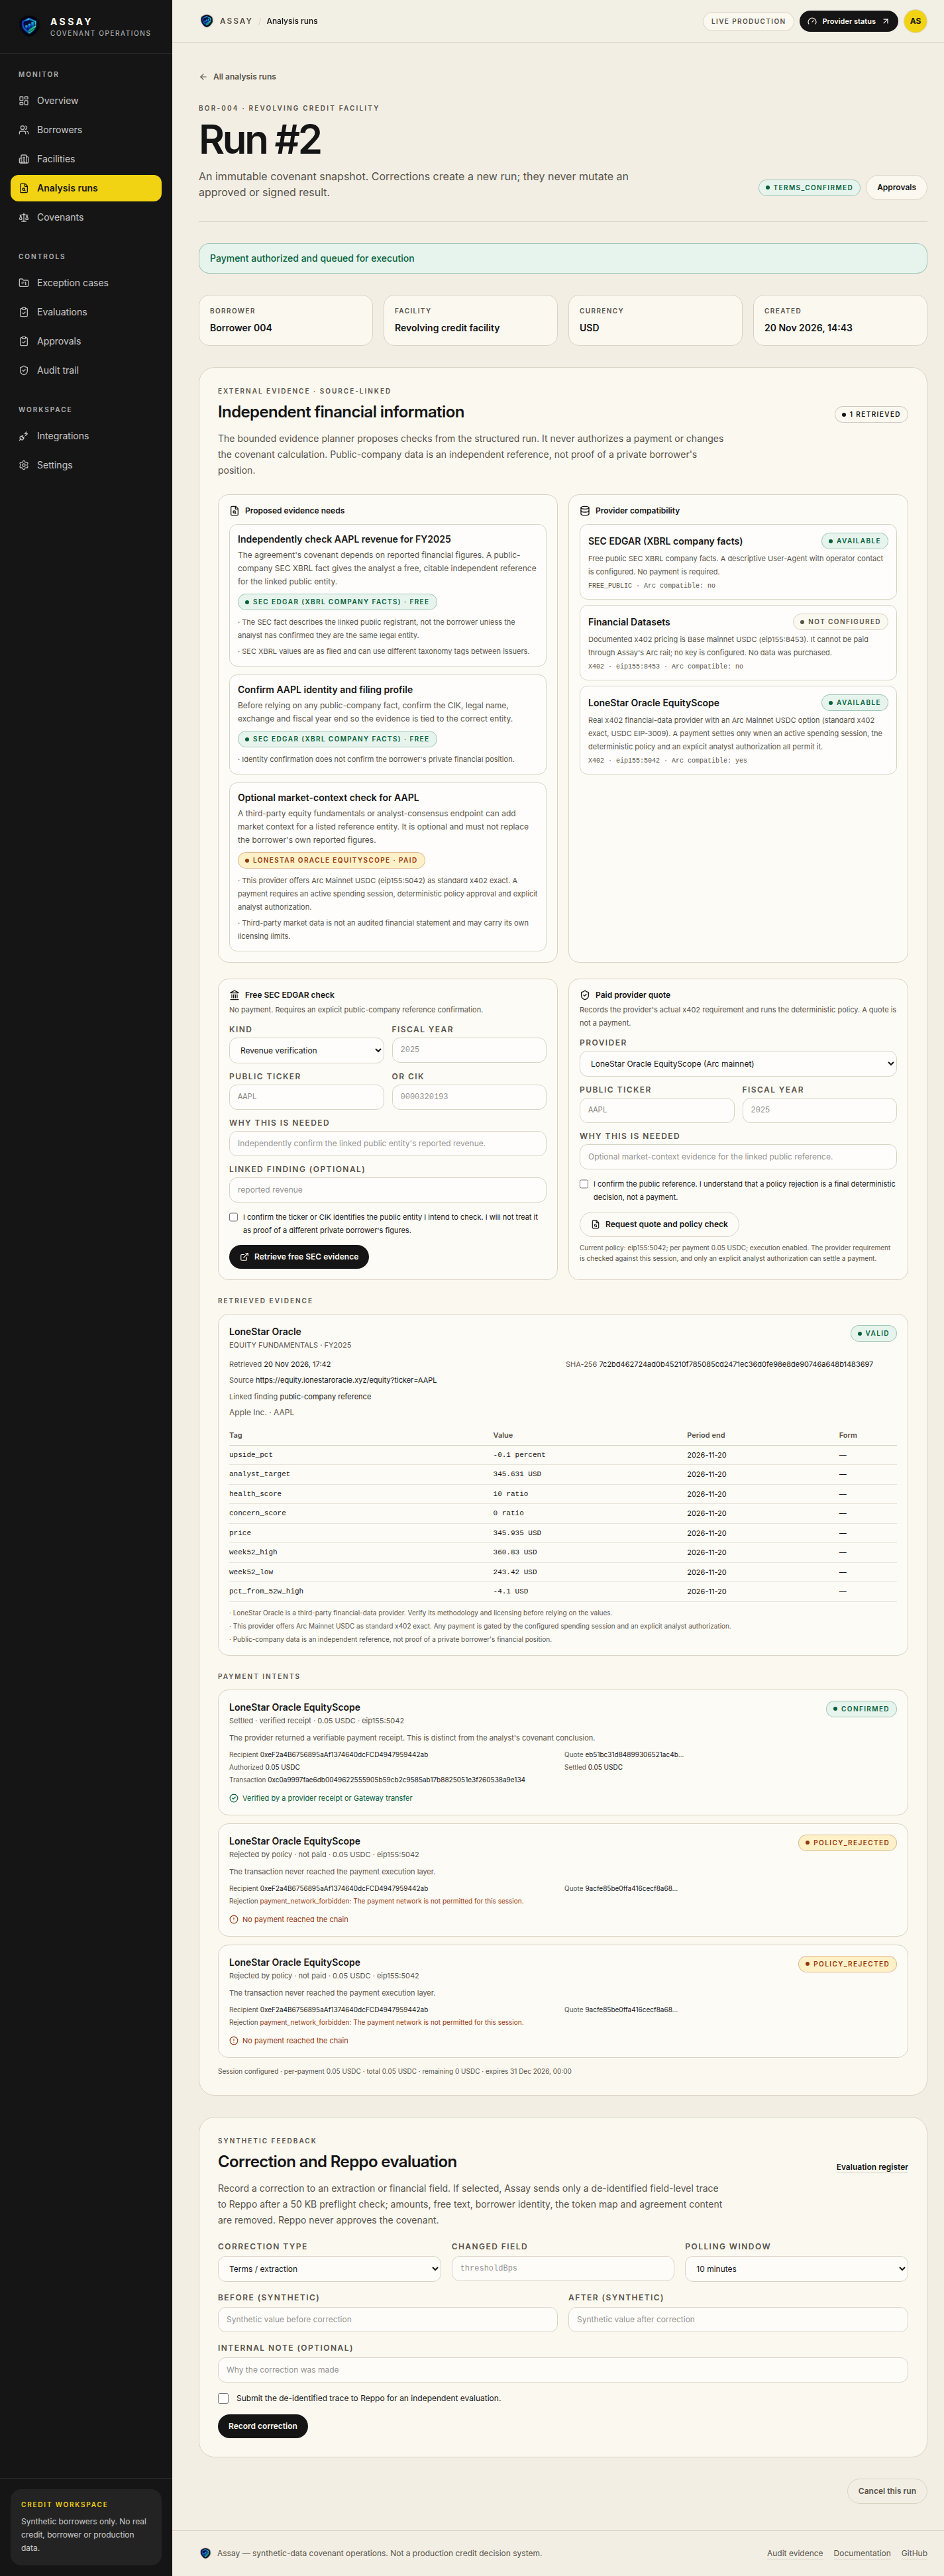 ASSAY
COVENANT OPERATIONS
MONITOR
Overview
Borrowers
Facilities
Analysis runs
Covenants
CONTROLS
Exception cases
Evaluations
Approvals
Audit trail
WORKSPACE
Integrations
Settings
CREDIT WORKSPACE
Synthetic borrowers only. No real
credit, borrower or production
data.
ASSAY / Analysis runs
LIVE PRODUCTION
Provider status
AS
All analysis runs
BOR-004 · REVOLVING CREDIT FACILITY
Run #2
An immutable covenant snapshot. Corrections create a new run; they never mutate an
approved or signed result.
TERMS_CONFIRMED
Approvals
Payment authorized and queued for execution
BORROWER
Borrower 004
FACILITY
Revolving credit facility
CURRENCY
USD
CREATED
20 Nov 2026, 14:43
EXTERNAL EVIDENCE · SOURCE-LINKED
Independent financial information
1 RETRIEVED
The bounded evidence planner proposes checks from the structured run. It never authorizes a payment or changes
the covenant calculation. Public-company data is an independent reference, not proof of a private borrower's
position.
Proposed evidence needs
Independently check AAPL revenue for FY2025
The agreement's covenant depends on reported financial figures. A public-
company SEC XBRL fact gives the analyst a free, citable independent reference
for the linked public entity.
SEC EDGAR (XBRL COMPANY FACTS) · FREE
· The SEC fact describes the linked public registrant, not the borrower unless the
analyst has confirmed they are the same legal entity.
· SEC XBRL values are as filed and can use different taxonomy tags between issuers.
Confirm AAPL identity and filing profile
Before relying on any public-company fact, confirm the CIK, legal name,
exchange and fiscal year end so the evidence is tied to the correct entity.
SEC EDGAR (XBRL COMPANY FACTS) · FREE
· Identity confirmation does not confirm the borrower's private financial position.
Optional market-context check for AAPL
A third-party equity fundamentals or analyst-consensus endpoint can add
market context for a listed reference entity. It is optional and must not replace
the borrower's own reported figures.
LONESTAR ORACLE EQUITYSCOPE · PAID
· This provider offers Arc Mainnet USDC (eip155:5042) as standard x402 exact. A
payment requires an active spending session, deterministic policy approval and explicit
analyst authorization.
· Third-party market data is not an audited financial statement and may carry its own
licensing limits.
Provider compatibility
SEC EDGAR (XBRL company facts)
AVAILABLE
Free public SEC XBRL company facts. A descriptive User-Agent with operator contact
is configured. No payment is required.
FREE_PUBLIC · Arc compatible: no
Financial Datasets
NOT CONFIGURED
Documented x402 pricing is Base mainnet USDC (eip155:8453). It cannot be paid
through Assay's Arc rail; no key is configured. No data was purchased.
X402 · eip155:8453 · Arc compatible: no
LoneStar Oracle EquityScope
AVAILABLE
Real x402 financial-data provider with an Arc Mainnet USDC option (standard x402
exact, USDC EIP-3009). A payment settles only when an active spending session, the
deterministic policy and an explicit analyst authorization all permit it.
X402 · eip155:5042 · Arc compatible: yes
Free SEC EDGAR check
No payment. Requires an explicit public-company reference confirmation.
KIND
FISCAL YEAR
Revenue verification
2025
PUBLIC TICKER
OR CIK
AAPL
0000320193
WHY THIS IS NEEDED
Independently confirm the linked public entity's reported revenue.
LINKED FINDING (OPTIONAL)
reported revenue
I confirm the ticker or CIK identifies the public entity I intend to check. I will not treat it
as proof of a different private borrower's figures.
Retrieve free SEC evidence
Paid provider quote
Records the provider's actual x402 requirement and runs the deterministic policy. A quote is
not a payment.
PROVIDER
LoneStar Oracle EquityScope (Arc mainnet)
PUBLIC TICKER
FISCAL YEAR
AAPL
2025
WHY THIS IS NEEDED
Optional market-context evidence for the linked public reference.
I confirm the public reference. I understand that a policy rejection is a final deterministic
decision, not a payment.
Request quote and policy check
Current policy: eip155:5042; per payment 0.05 USDC; execution enabled. The provider requirement
is checked against this session, and only an explicit analyst authorization can settle a payment.
RETRIEVED EVIDENCE
LoneStar Oracle
VALID
EQUITY FUNDAMENTALS · FY2025
Retrieved 20 Nov 2026, 17:42
SHA-256 7c2bd462724ad0b45210f785085cd2471ec36d0fe98e8de90746a648b1483697
Source https://equity.lonestaroracle.xyz/equity?ticker=AAPL
Linked finding public-company reference
Apple Inc. · AAPL
Tag Value Period end Form
upside_pct -0.1 percent 2026-11-20 —
analyst_target 345.631 USD 2026-11-20 —
health_score 10 ratio 2026-11-20 —
concern_score 0 ratio 2026-11-20 —
price 345.935 USD 2026-11-20 —
week52_high 360.83 USD 2026-11-20 —
week52_low 243.42 USD 2026-11-20 —
pct_from_52w_high -4.1 USD 2026-11-20 —
· LoneStar Oracle is a third-party financial-data provider. Verify its methodology and licensing before relying on the values.
· This provider offers Arc Mainnet USDC as standard x402 exact. Any payment is gated by the configured spending session and an explicit analyst authorization.
· Public-company data is an independent reference, not proof of a private borrower's financial position.
PAYMENT INTENTS
LoneStar Oracle EquityScope
CONFIRMED
Settled · verified receipt · 0.05 USDC · eip155:5042
The provider returned a verifiable payment receipt. This is distinct from the analyst's covenant conclusion.
Recipient 0xeF2a4B6756895aAf1374640dcFCD4947959442ab
Quote eb51bc31d84899306521ac4b…
Authorized 0.05 USDC
Settled 0.05 USDC
Transaction 0xc0a9997fae6db0049622555905b59cb2c9585ab17b8825051e3f260538a9e134
Verified by a provider receipt or Gateway transfer
LoneStar Oracle EquityScope
POLICY_REJECTED
Rejected by policy · not paid · 0.05 USDC · eip155:5042
The transaction never reached the payment execution layer.
Recipient 0xeF2a4B6756895aAf1374640dcFCD4947959442ab
Quote 9acfe85be0ffa416cecf8a68…
Rejection payment_network_forbidden: The payment network is not permitted for this session.
No payment reached the chain
LoneStar Oracle EquityScope
POLICY_REJECTED
Rejected by policy · not paid · 0.05 USDC · eip155:5042
The transaction never reached the payment execution layer.
Recipient 0xeF2a4B6756895aAf1374640dcFCD4947959442ab
Quote 9acfe85be0ffa416cecf8a68…
Rejection payment_network_forbidden: The payment network is not permitted for this session.
No payment reached the chain
Session configured · per-payment 0.05 USDC · total 0.05 USDC · remaining 0 USDC · expires 31 Dec 2026, 00:00
SYNTHETIC FEEDBACK
Correction and Reppo evaluation
Evaluation register
Record a correction to an extraction or financial field. If selected, Assay sends only a de-identified field-level trace
to Reppo after a 50 KB preflight check; amounts, free text, borrower identity, the token map and agreement content
are removed. Reppo never approves the covenant.
CORRECTION TYPE
CHANGED FIELD
POLLING WINDOW
Terms / extraction
thresholdBps
10 minutes
BEFORE (SYNTHETIC)
AFTER (SYNTHETIC)
Synthetic value before correction
Synthetic value after correction
INTERNAL NOTE (OPTIONAL)
Why the correction was made
Submit the de-identified trace to Reppo for an independent evaluation.
Record correction
Cancel this run
Assay — synthetic-data covenant operations. Not a production credit decision system.
Audit evidence
Documentation
GitHub